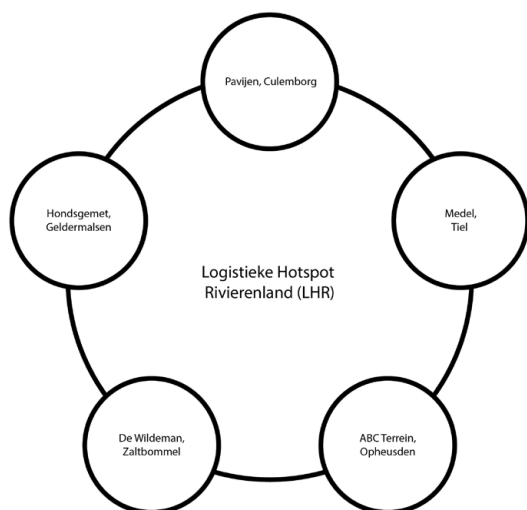 Pavijen, Culemborg
Hondsgemet,
Geldermalsen
Medel,
Tiel
Logistieke Hotspot
Rivierenland (LHR)
De Wildeman,
Zaltbommel
ABC Terrein,
Opheusden